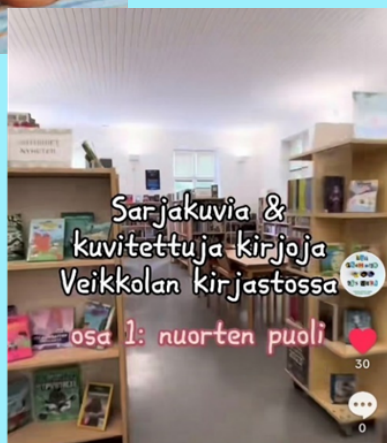 Sarjakuvia &
kuvitettuja kirjoja
Veikkolan kirjastossa
osa 1: nuorten puoli
30
0